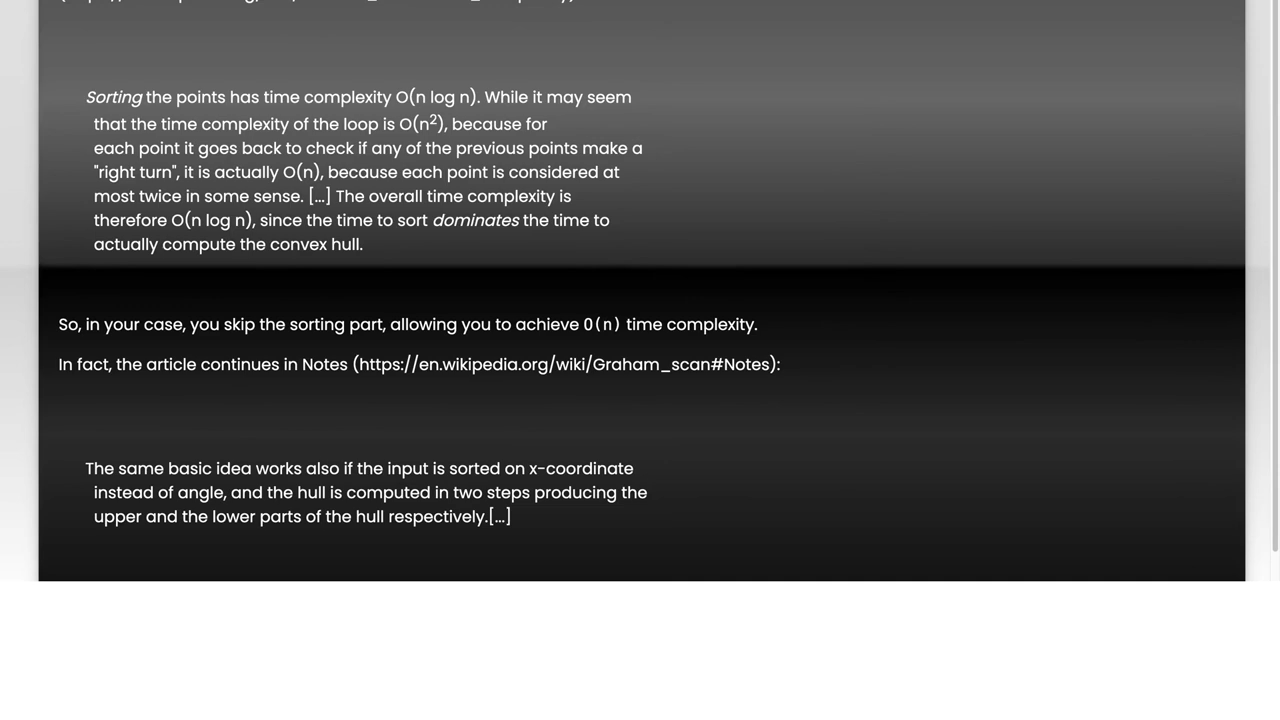 Sorting the points has time complexity O(n log n). While it may seem
that the time complexity of the loop is O(n²), because for
each point it goes back to check if any of the previous points make a
"right turn", it is actually O(n), because each point is considered at
most twice in some sense. […] The overall time complexity is
therefore O(n log n), since the time to sort dominates the time to
actually compute the convex hull.
So, in your case, you skip the sorting part, allowing you to achieve O(n) time complexity.
In fact, the article continues in Notes (https://en.wikipedia.org/wiki/Graham_scan#Notes):
The same basic idea works also if the input is sorted on x-coordinate
instead of angle, and the hull is computed in two steps producing the
upper and the lower parts of the hull respectively.[…]